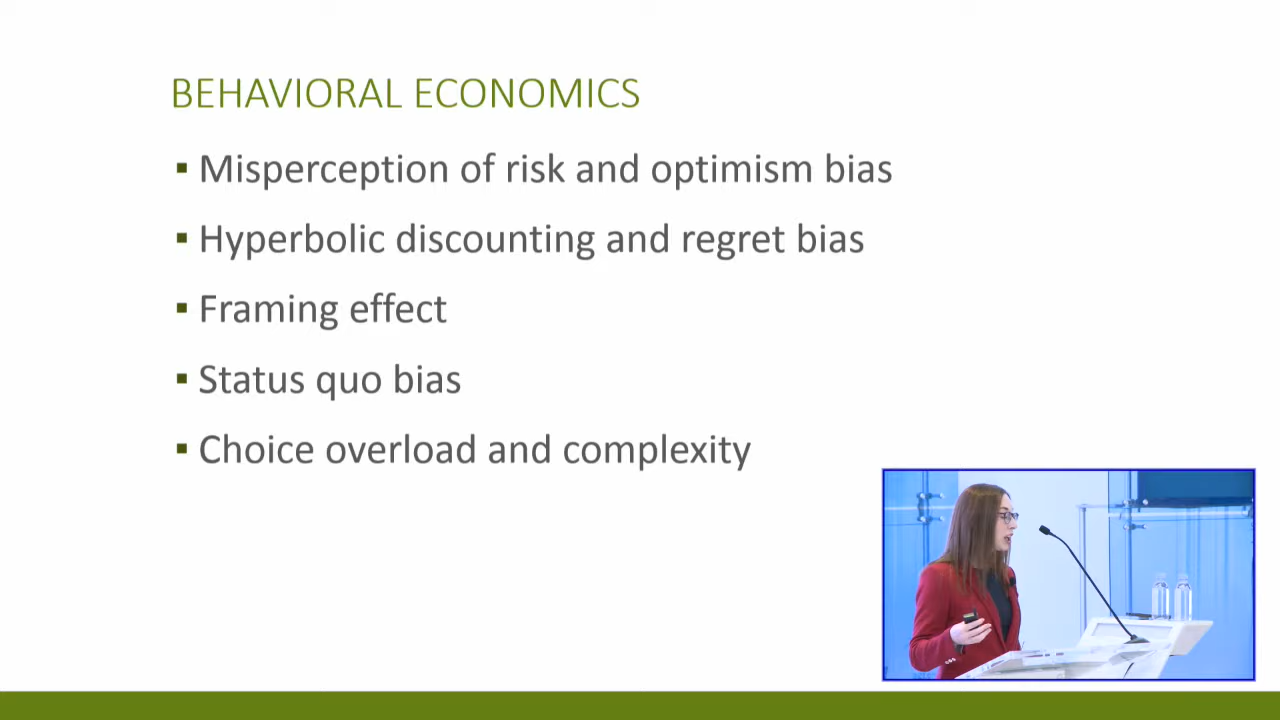 BEHAVIORAL ECONOMICS
▪ Misperception of risk and optimism bias
▪ Hyperbolic discounting and regret bias
▪ Framing effect
▪ Status quo bias
▪ Choice overload and complexity